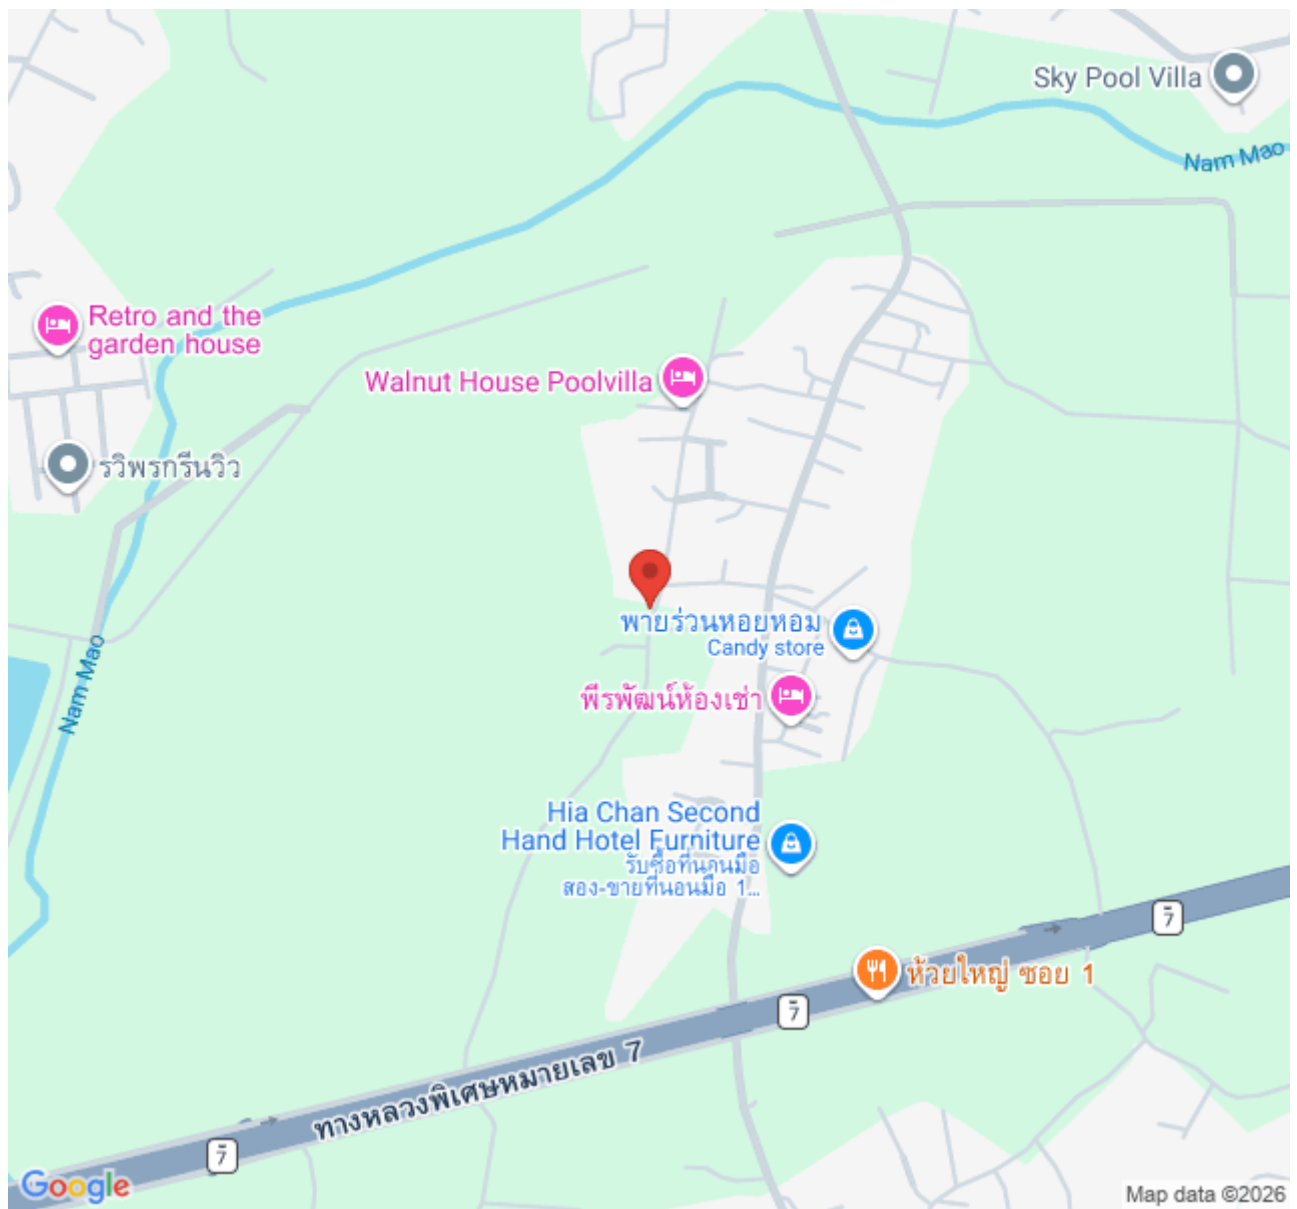 Sky Pool Villa
Nam Mao
Retro and the
garden house
Walnut House Poolvilla
รวิพรกรีนวิว
พายร่วนหอยหอม
Candy store
Nam Mao
พีรพัฒน์ห้องเช่า
Hia Chan Second
Hand Hotel Furniture
รับซื้อที่นอนมือ
สอง-ขายที่นอนมือ 1...
7
ห้วยใหญ่ ซอย 1
7
ทางหลวงพิเศษหมายเลข 7
7
Google
Map data ©2026